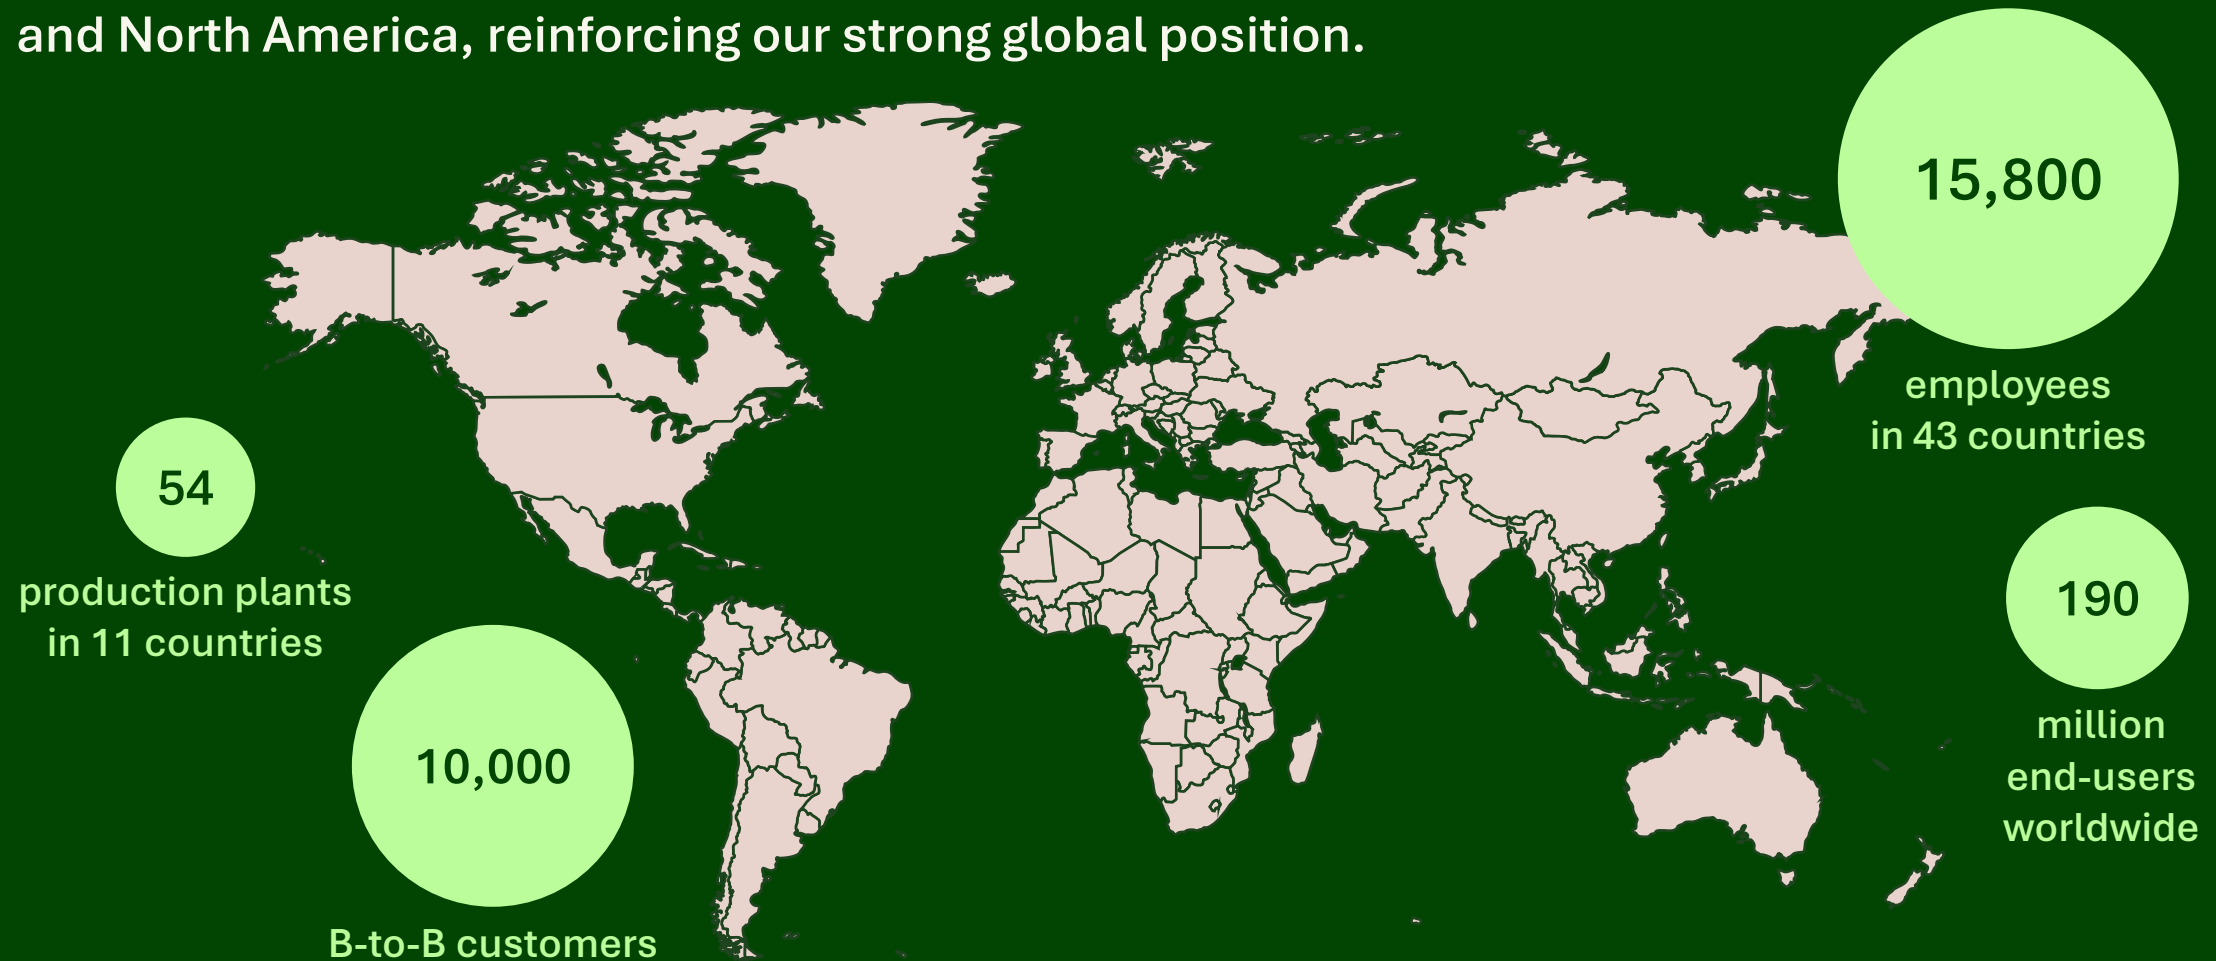 and North America, reinforcing our strong global position.
15,800
employees
in 43 countries
54
production plants
in 11 countries
190
million
end-users
worldwide
10,000
B-to-B customers